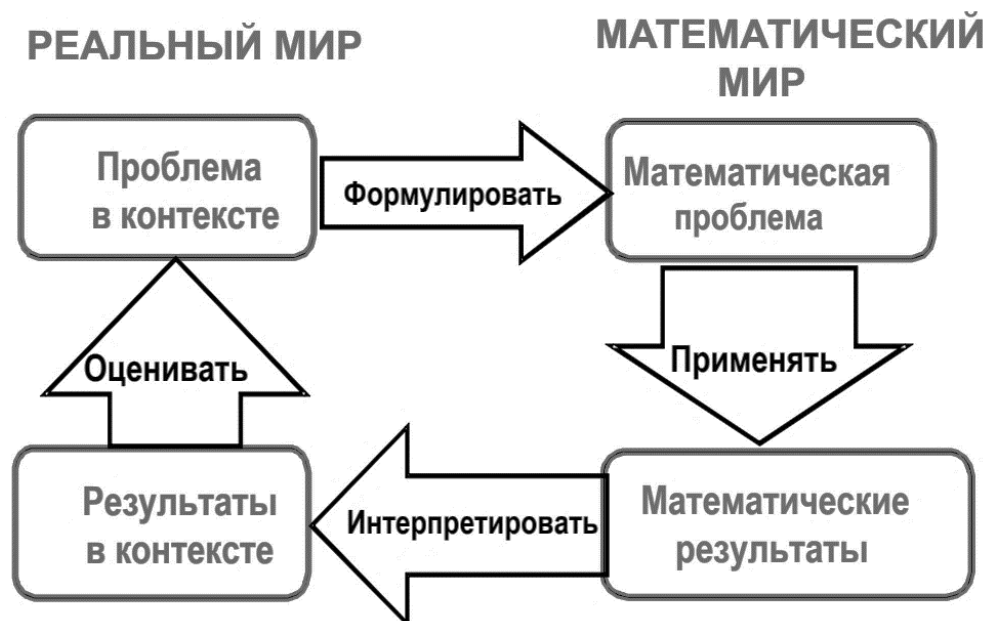 РЕАЛЬНЫЙ МИР
МАТЕМАТИЧЕСКИЙ
МИР
Проблема
в контексте
Формулировать
Математическая
проблема
Оценивать
Применять
Результаты
в контексте
Интерпретировать
Математические
результаты